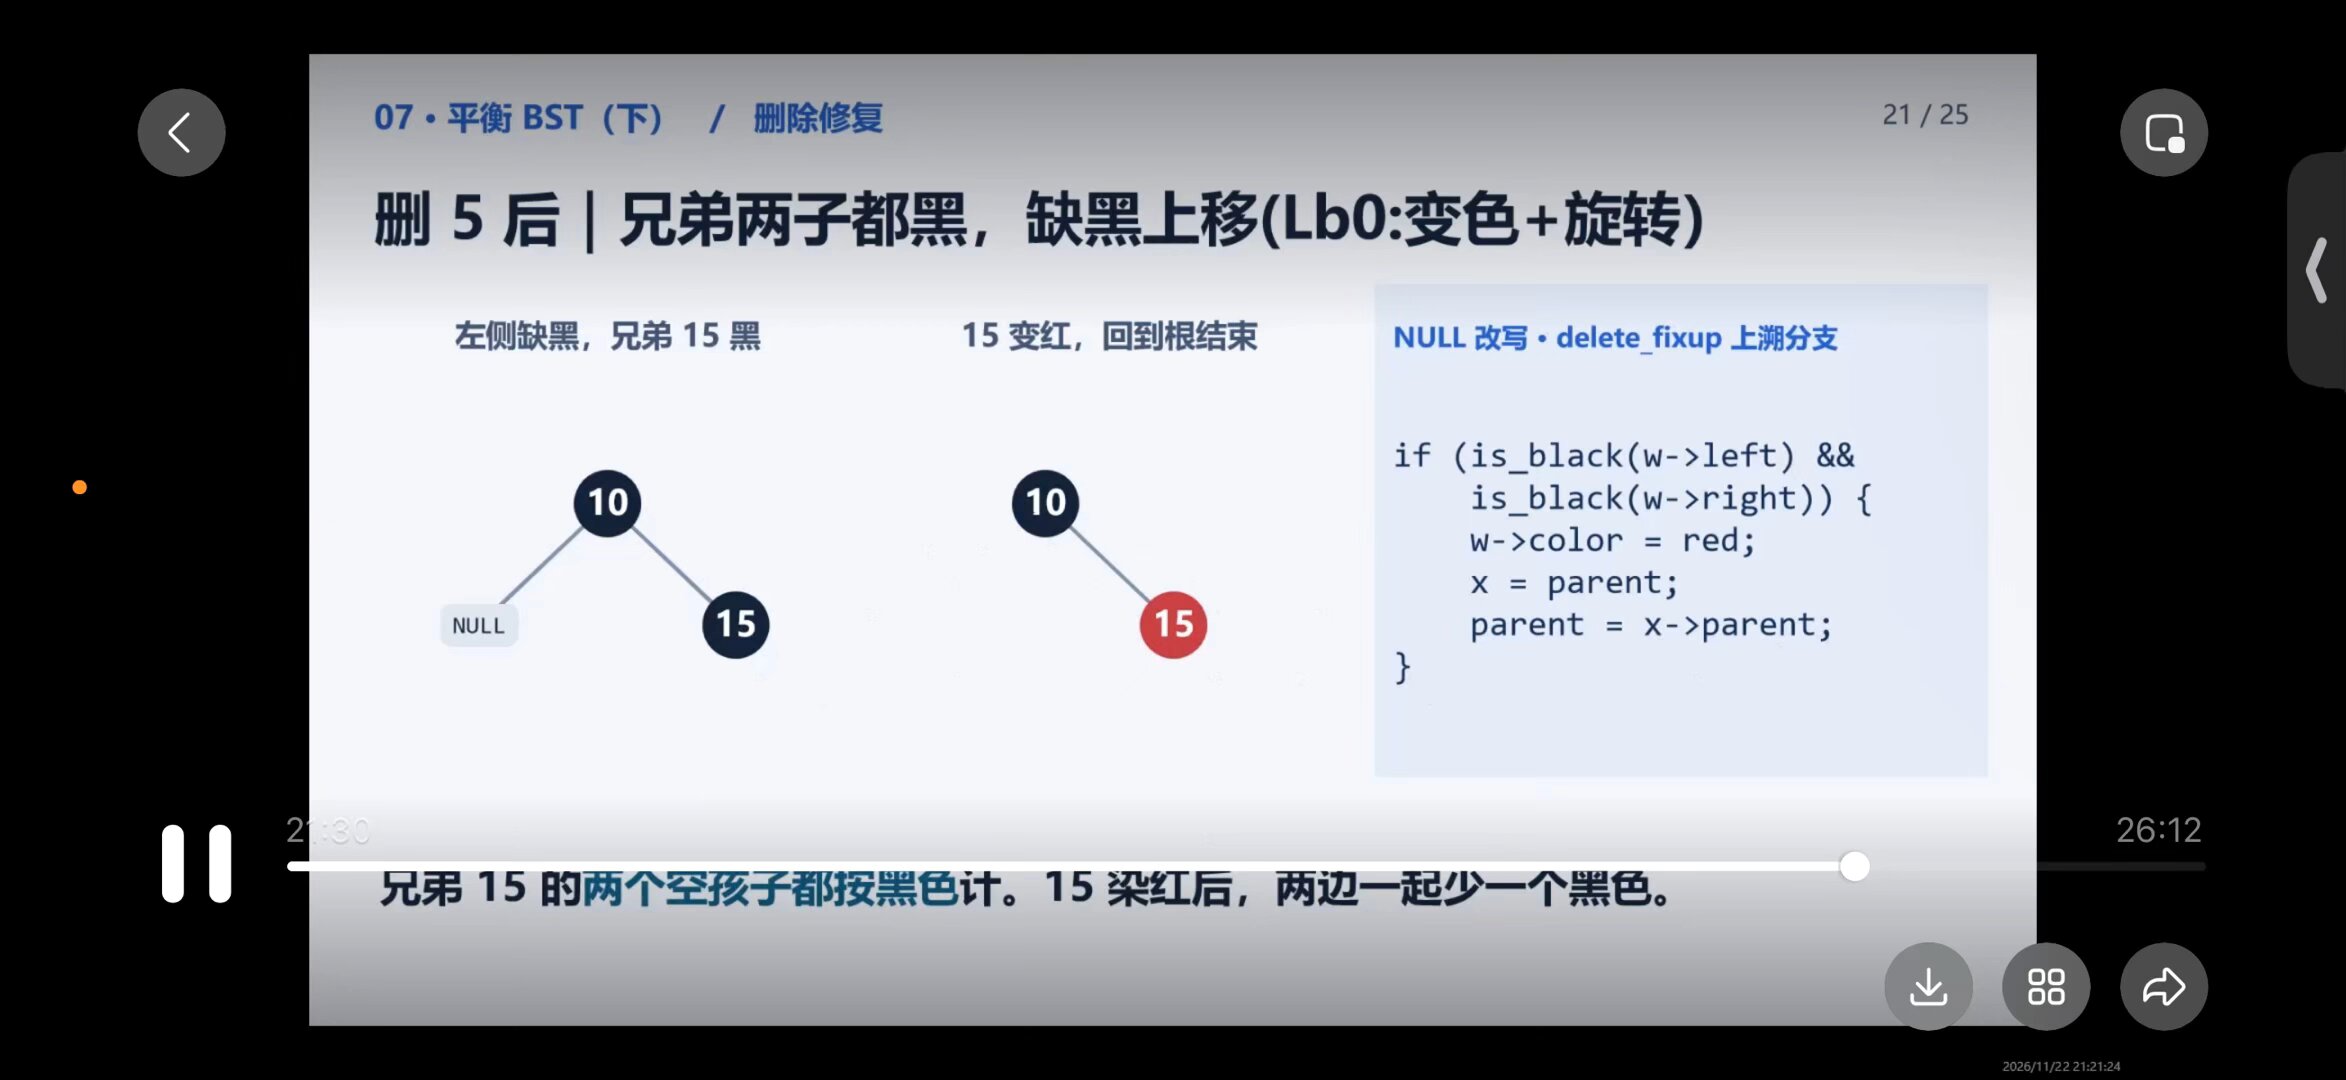 07 • 平衡 BST（下） / 删除修复
21 / 25
删 5 后 | 兄弟两子都黑，缺黑上移(Lb0:变色+旋转)
左侧缺黑，兄弟 15 黑
15 变红，回到根结束
NULL 改写 • delete_fixup 上溯分支
if (is_black(w->left) &&
is_black(w->right)) {
w->color = red;
x = parent;
parent = x->parent;
}
10
NULL
15
10
15
21:30
26:12
兄弟 15 的两个空孩子都按黑色计。15 染红后，两边一起少一个黑色。
2026/11/22 21:21:24